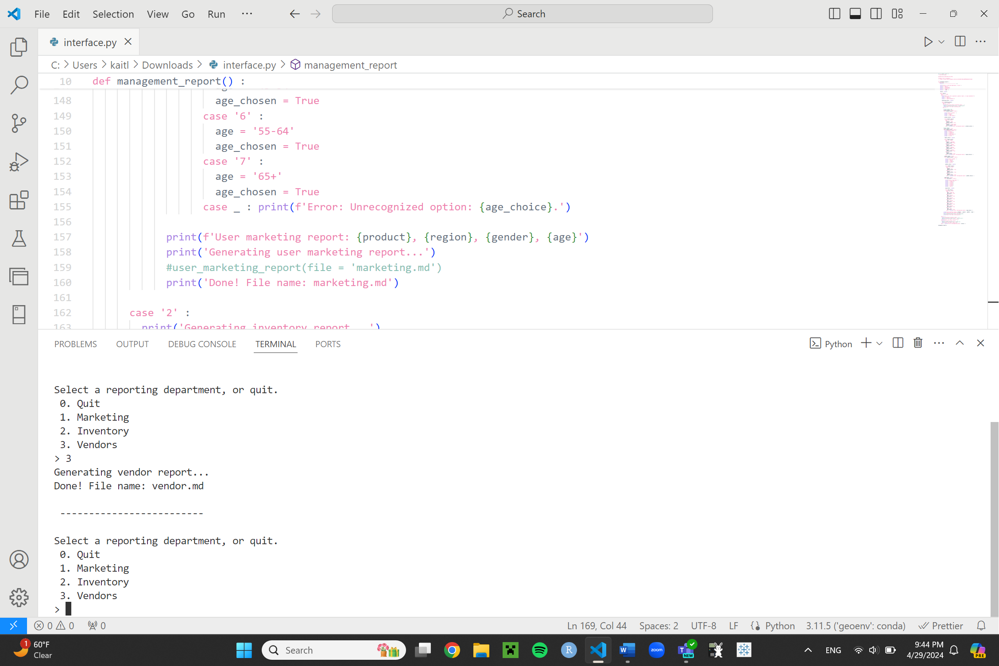 File Edit Selection View Go Run ···
Search
interface.py
C: > Users > kaitl > Downloads > interface.py > management_report
10 def management_report() :
148 age_chosen = True
149 case '6' :
150 age = '55-64'
151 age_chosen = True
152 case '7' :
153 age = '65+'
154 age_chosen = True
155 case _ : print(f'Error: Unrecognized option: {age_choice}.')
156
157 print(f'User marketing report: {product}, {region}, {gender}, {age}')
158 print('Generating user marketing report...')
159 #user_marketing_report(file = 'marketing.md')
160 print('Done! File name: marketing.md')
161
162 case '2' :
163 print('Generating inventory report...')
PROBLEMS OUTPUT DEBUG CONSOLE TERMINAL PORTS
Python
Select a reporting department, or quit.
0. Quit
1. Marketing
2. Inventory
3. Vendors
> 3
Generating vendor report...
Done! File name: vendor.md
-------------------------
Select a reporting department, or quit.
0. Quit
1. Marketing
2. Inventory
3. Vendors
>
0 0 0 Ln 169, Col 44 Spaces: 2 UTF-8 LF Python 3.11.5 ('geoenv': conda) Prettier
1 60°F
Clear
Search
R
W
zoom
T
NEW
ENG
9:44 PM
4/29/2024
PRE